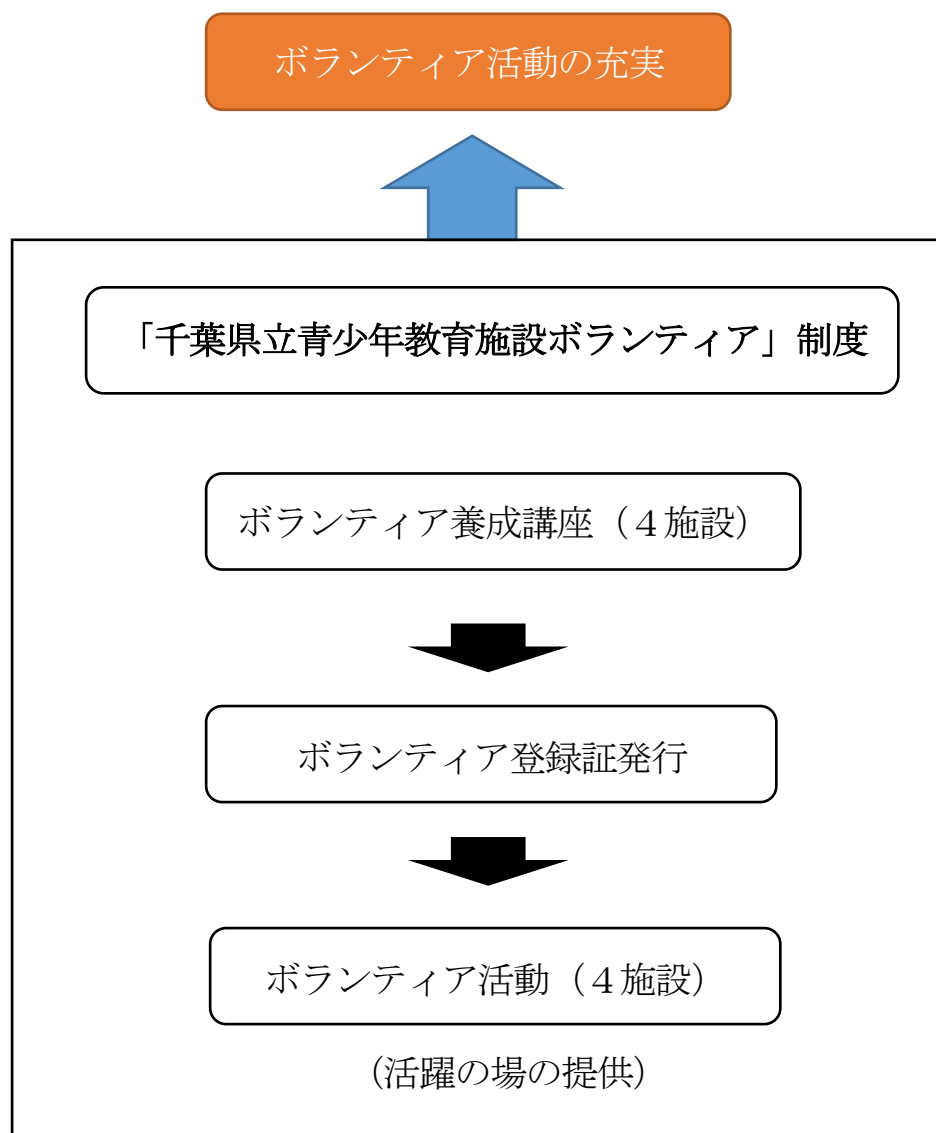 ボランティア活動の充実
「千葉県立青少年教育施設ボランティア」制度
ボランティア養成講座（４施設）
ボランティア登録証発行
ボランティア活動（４施設）
（活躍の場の提供）